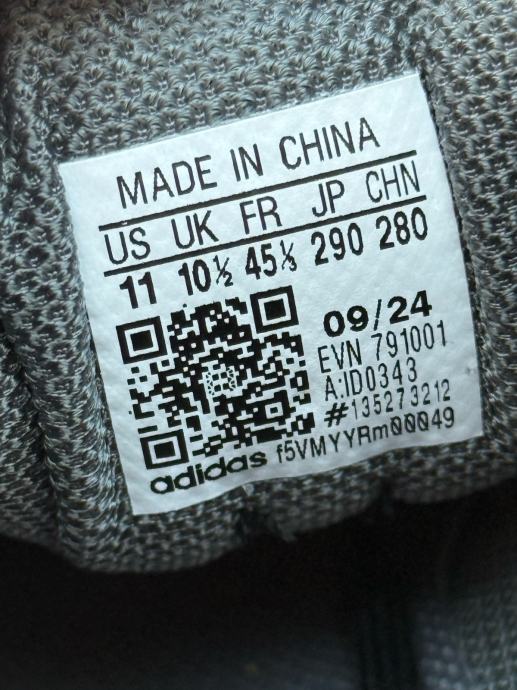 MADE IN CHINA
US UK FR JP CHN
11 10½ 45⅓ 290 280
09/24
EVN 791001
A:ID0343
#135273212
adidas f5VMYYRm00049